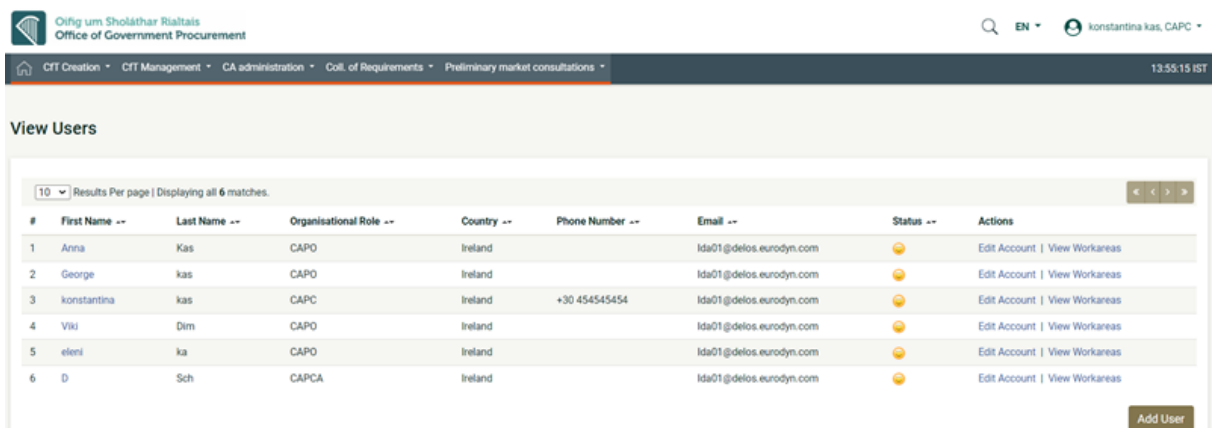 Oifig um Sholáthar Rialtais
Office of Government Procurement
EN
konstantina kas, CAPC
CfT Creation CfT Management CA administration Coll. of Requirements Preliminary market consultations 13:55:15 IST
View Users
10 Results Per page | Displaying all 6 matches. « < > »
# First Name Last Name Organisational Role Country Phone Number Email Status Actions
1 Anna Kas CAPO Ireland lda01@delos.eurodyn.com Edit Account | View Workareas
2 George kas CAPO Ireland lda01@delos.eurodyn.com Edit Account | View Workareas
3 konstantina kas CAPC Ireland +30 454545454 lda01@delos.eurodyn.com Edit Account | View Workareas
4 Viki Dim CAPO Ireland lda01@delos.eurodyn.com Edit Account | View Workareas
5 eleni ka CAPO Ireland lda01@delos.eurodyn.com Edit Account | View Workareas
6 D Sch CAPCA Ireland lda01@delos.eurodyn.com Edit Account | View Workareas
Add User